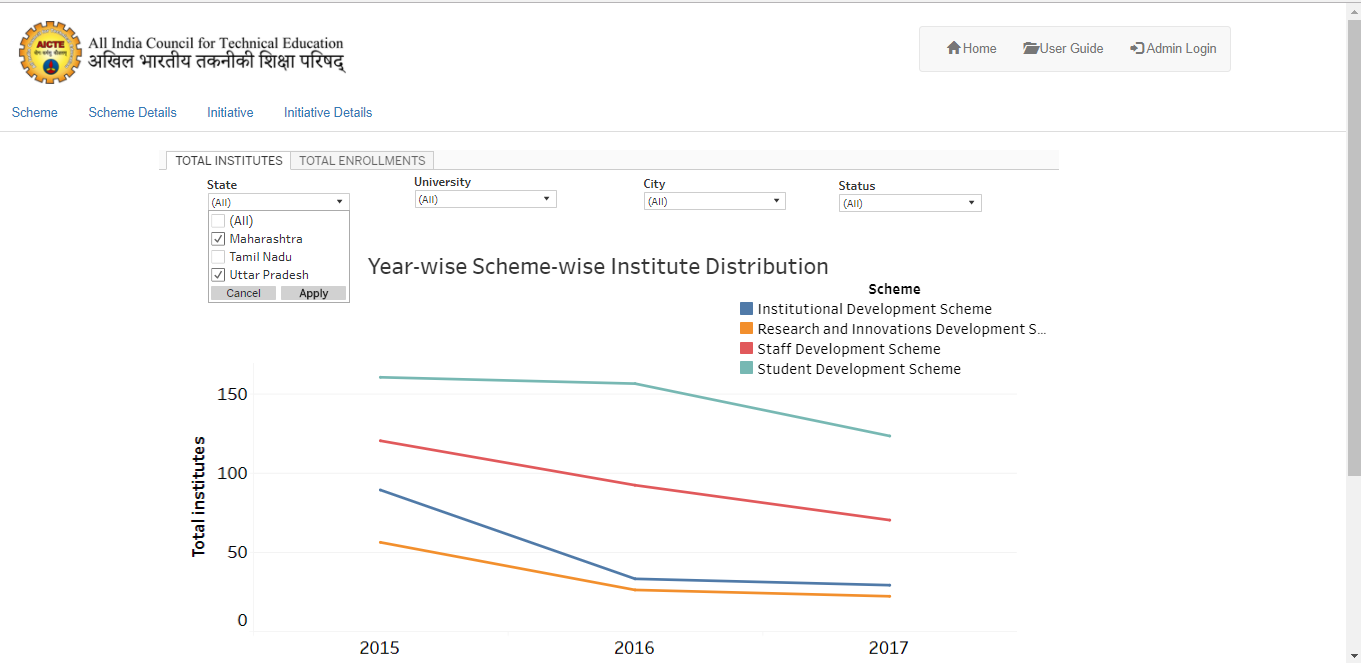 AICTE
All India Council for Technical Education
अखिल भारतीय तकनीकी शिक्षा परिषद्
Home User Guide Admin Login
Scheme Scheme Details Initiative Initiative Details
TOTAL INSTITUTES TOTAL ENROLLMENTS
State University City Status
(All) (All) (All) (All)
(All)
Maharashtra
Tamil Nadu
Uttar Pradesh
Cancel Apply
Year-wise Scheme-wise Institute Distribution
Scheme
Institutional Development Scheme
Research and Innovations Development S...
Staff Development Scheme
Student Development Scheme
Total institutes
150
100
50
0
2015 2016 2017